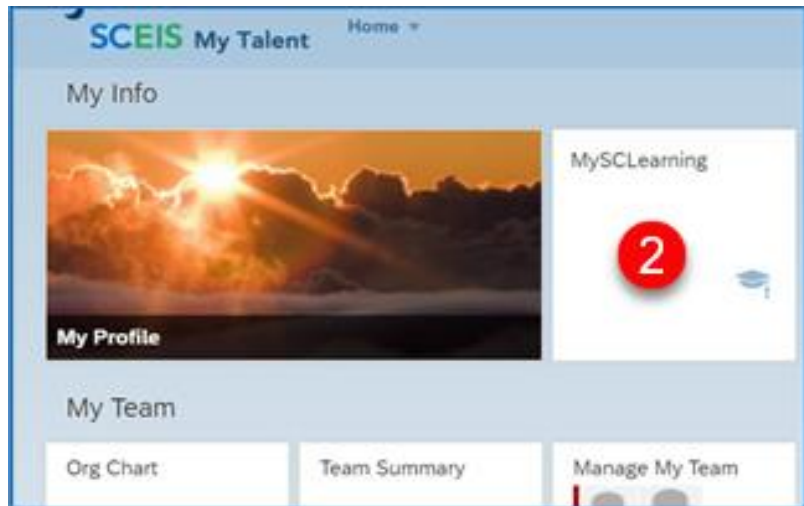 SCEIS My Talent
Home
My Info
MySCLearning
2
My Profile
My Team
Org Chart
Team Summary
Manage My Team